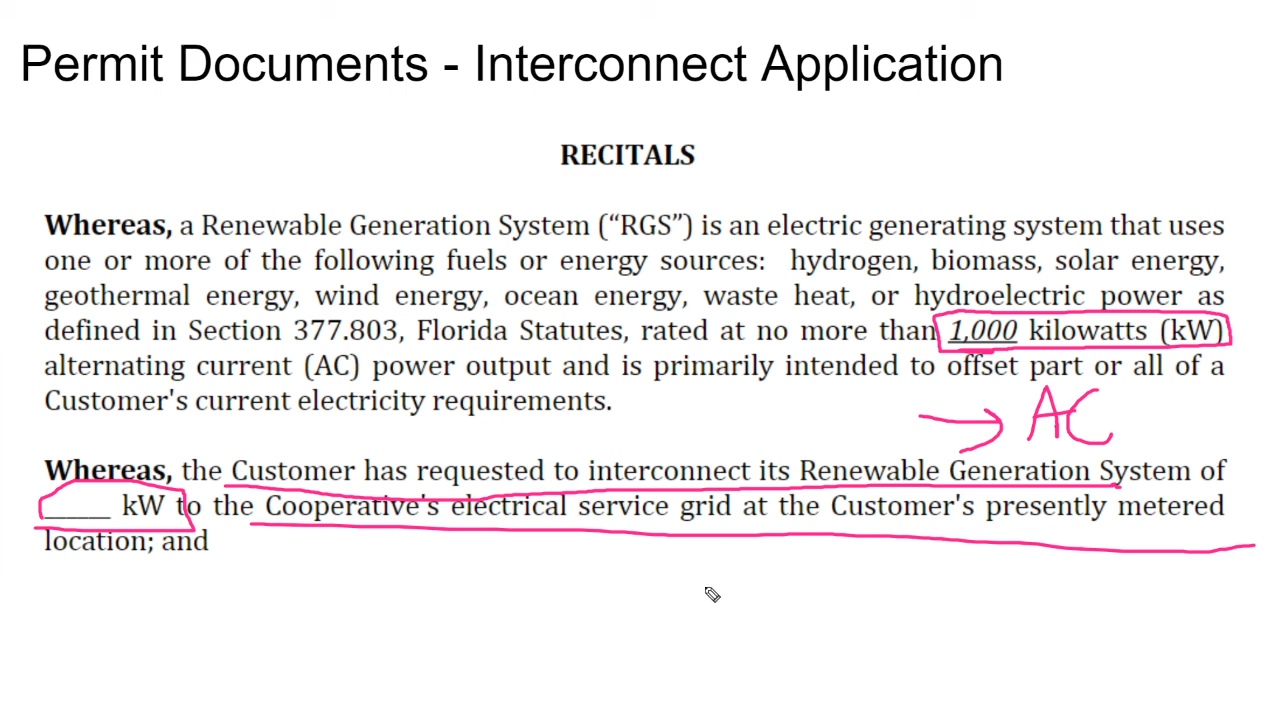 Permit Documents - Interconnect Application
RECITALS
Whereas, a Renewable Generation System (“RGS”) is an electric generating system that uses
one or more of the following fuels or energy sources: hydrogen, biomass, solar energy,
geothermal energy, wind energy, ocean energy, waste heat, or hydroelectric power as
defined in Section 377.803, Florida Statutes, rated at no more than 1,000 kilowatts (kW)
alternating current (AC) power output and is primarily intended to offset part or all of a
Customer's current electricity requirements.
→ AC
Whereas, the Customer has requested to interconnect its Renewable Generation System of
_____ kW to the Cooperative's electrical service grid at the Customer's presently metered
location; and